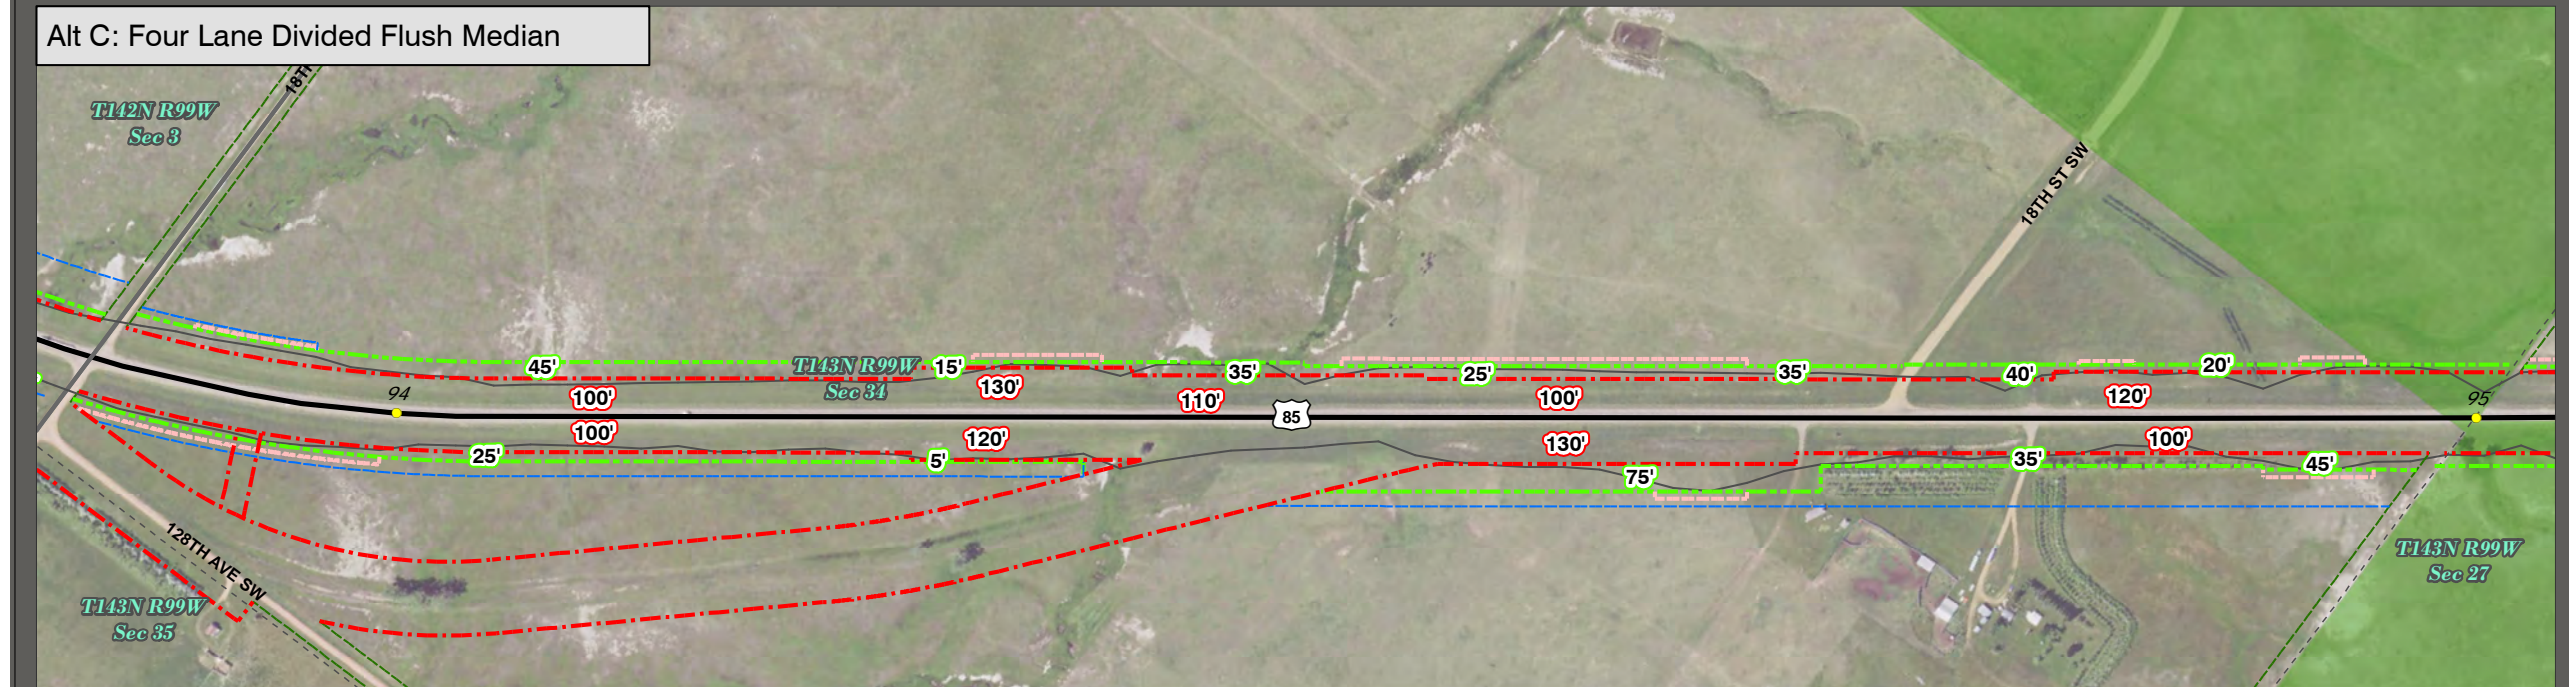 Alt C: Four Lane Divided Flush Median
18TH
T142N R99W
Sec 3
18TH ST SW
45'
T143N R99W
Sec 34
15'
35'
25'
35'
40'
20'
94
100'
130'
110'
100'
120'
95
85
100'
120'
130'
100'
25'
5'
75'
35'
45'
128TH AVE SW
T143N R99W
Sec 35
T143N R99W
Sec 27